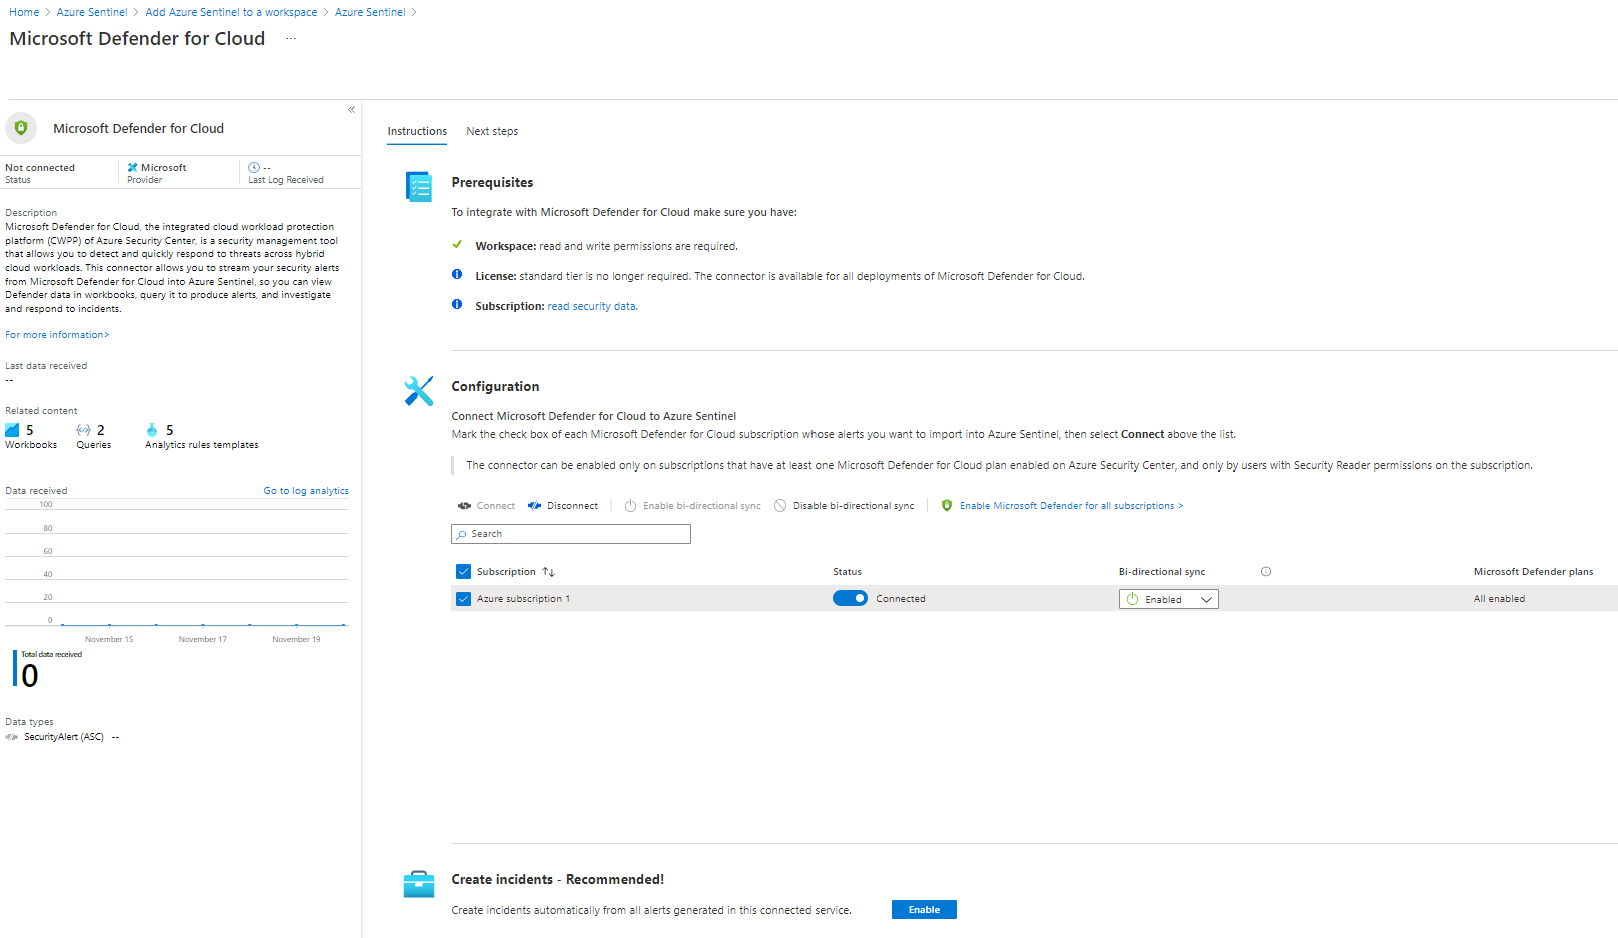 Home > Azure Sentinel > Add Azure Sentinel to a workspace > Azure Sentinel >
Microsoft Defender for Cloud ...
«
Microsoft Defender for Cloud
Not connected
Status
Microsoft
Provider
--
Last Log Received
Description
Microsoft Defender for Cloud, the integrated cloud workload protection
platform (CWPP) of Azure Security Center, is a security management tool
that allows you to detect and quickly respond to threats across hybrid
cloud workloads. This connector allows you to stream your security alerts
from Microsoft Defender for Cloud into Azure Sentinel, so you can view
Defender data in workbooks, query it to produce alerts, and investigate
and respond to incidents.
For more information>
Last data received
--
Related content
5
Workbooks
2
Queries
5
Analytics rules templates
Data received
Go to log analytics
100
80
60
40
20
0
November 15 November 17 November 19
Total data received
0
Data types
SecurityAlert (ASC) --
Instructions Next steps
Prerequisites
To integrate with Microsoft Defender for Cloud make sure you have:
Workspace: read and write permissions are required.
License: standard tier is no longer required. The connector is available for all deployments of Microsoft Defender for Cloud.
Subscription: read security data.
Configuration
Connect Microsoft Defender for Cloud to Azure Sentinel
Mark the check box of each Microsoft Defender for Cloud subscription whose alerts you want to import into Azure Sentinel, then select Connect above the list.
The connector can be enabled only on subscriptions that have at least one Microsoft Defender for Cloud plan enabled on Azure Security Center, and only by users with Security Reader permissions on the subscription.
Connect Disconnect Enable bi-directional sync Disable bi-directional sync Enable Microsoft Defender for all subscriptions >
Search
Subscription ↑↓ Status Bi-directional sync Microsoft Defender plans
Azure subscription 1 Connected Enabled All enabled
Create incidents - Recommended!
Create incidents automatically from all alerts generated in this connected service.
Enable